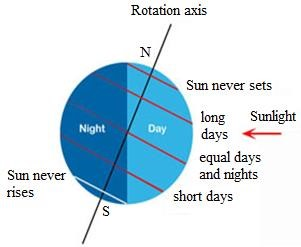 Rotation axis
N
Sun never sets
long
days
Sunlight
Night
Day
equal days
and nights
Sun never
rises
short days
S